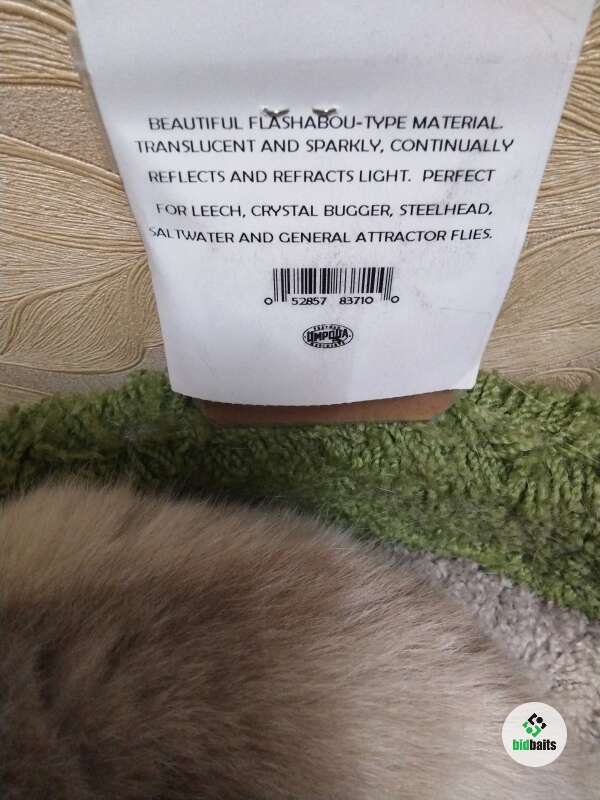 BEAUTIFUL FLASHABOU-TYPE MATERIAL.
TRANSLUCENT AND SPARKLY, CONTINUALLY
REFLECTS AND REFRACTS LIGHT. PERFECT
FOR LEECH, CRYSTAL BUGGER, STEELHEAD,
SALTWATER AND GENERAL ATTRACTOR FLIES.
0 52857 83710 0
UMPQUA
bidbaits